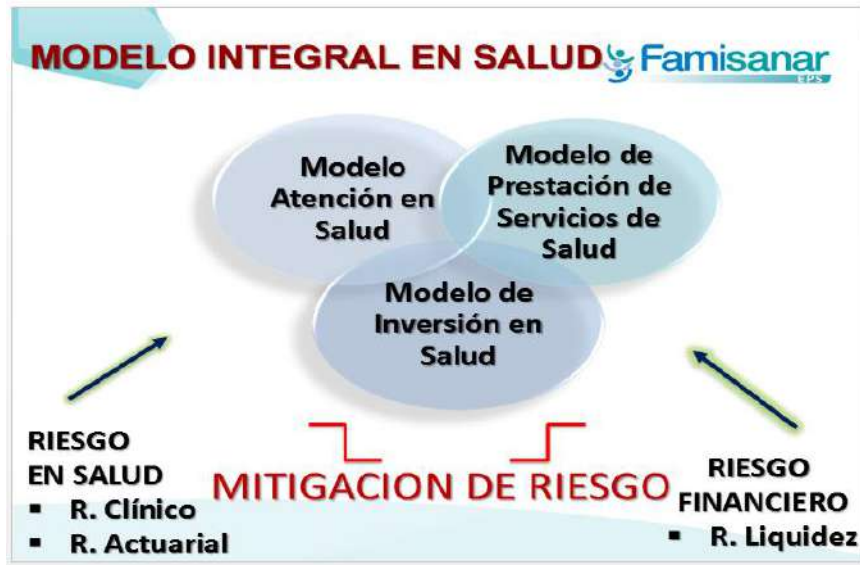 MODELO INTEGRAL EN SALUD
Famisanar
EPS
Modelo
Atención en
Salud
Modelo de
Prestación de
Servicios de
Salud
Modelo de
Inversión en
Salud
RIESGO
EN SALUD
▪ R. Clínico
▪ R. Actuarial
MITIGACION DE RIESGO
RIESGO
FINANCIERO
▪ R. Liquidez